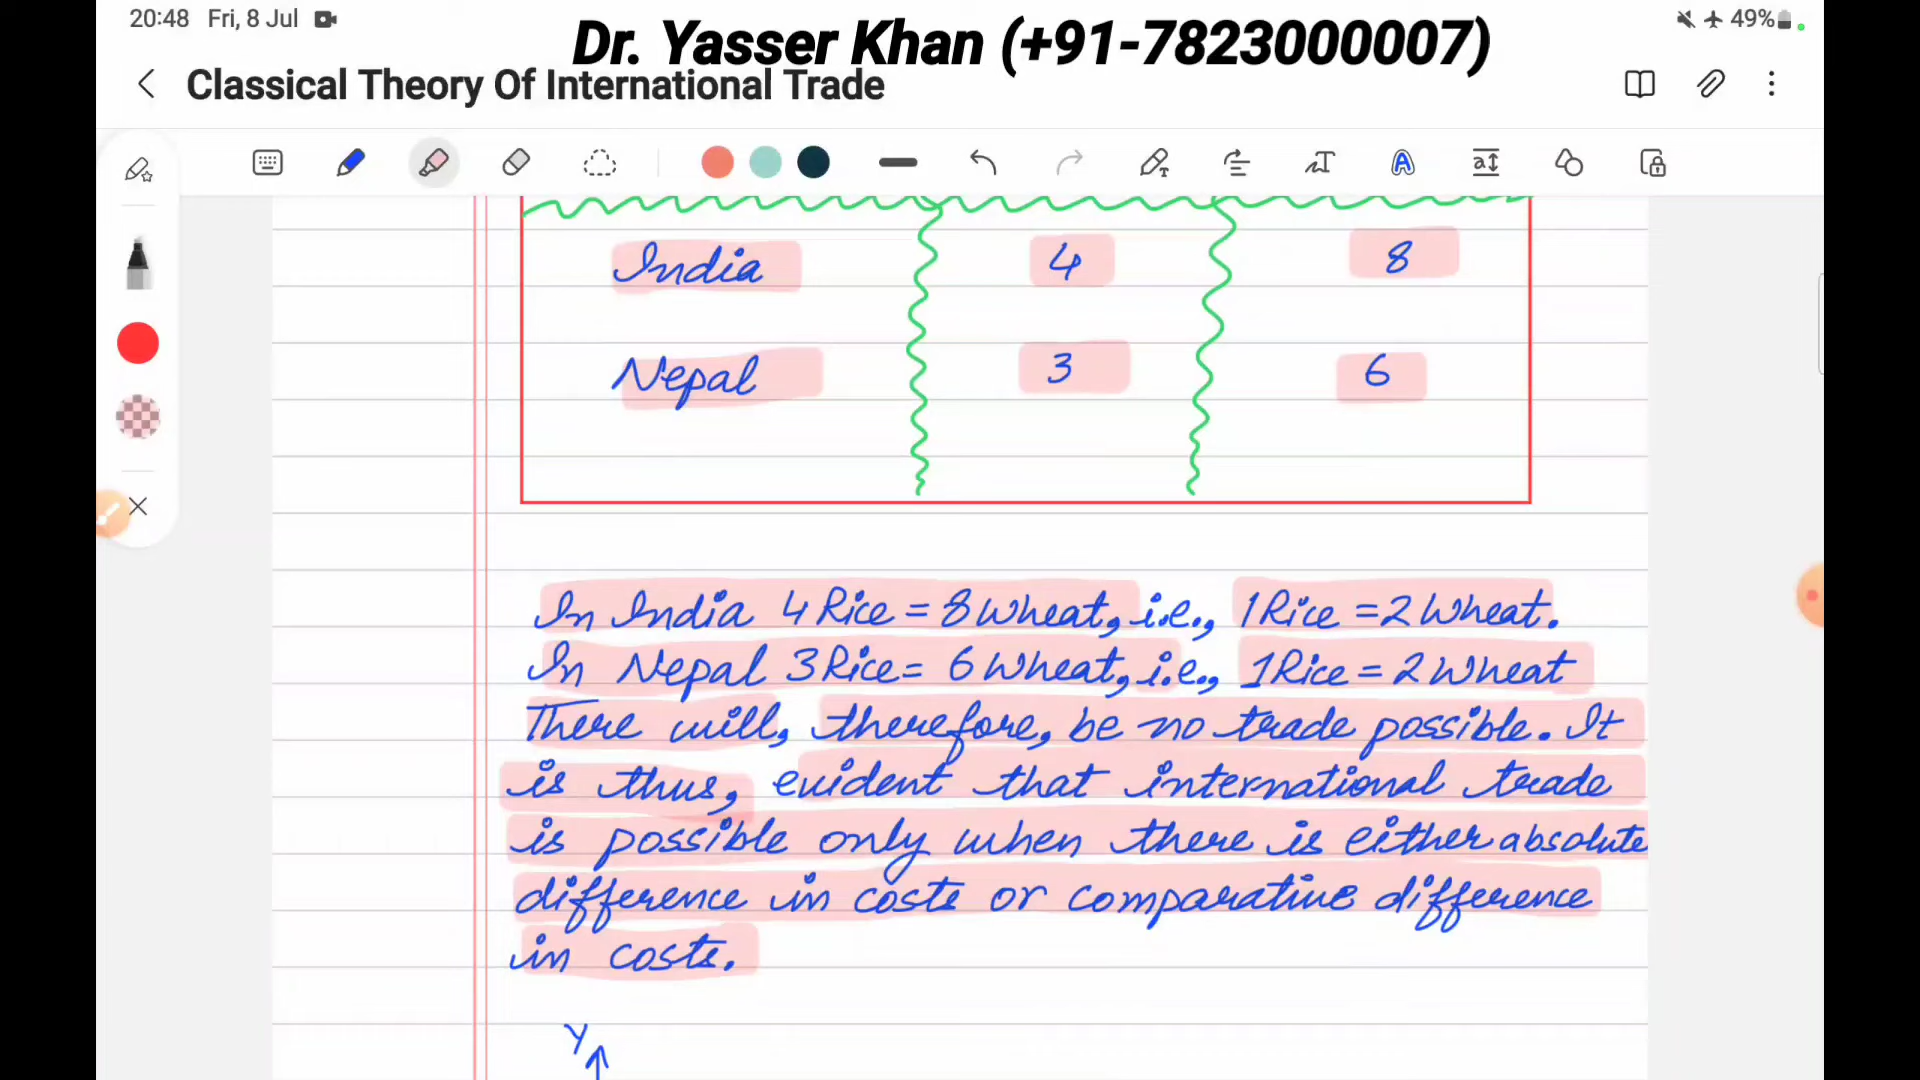 20:48 Fri, 8 Jul 49%
Dr. Yasser Khan (+91-7823000007)
Classical Theory Of International Trade
India 4 8
Nepal 3 6
In India 4 Rice = 8 Wheat, i.e., 1 Rice = 2 Wheat.
In Nepal 3 Rice = 6 Wheat, i.e., 1 Rice = 2 Wheat
There will, therefore, be no trade possible. It
is thus, evident that international trade
is possible only when there is either absolute
difference in costs or comparative difference
in costs.
Y